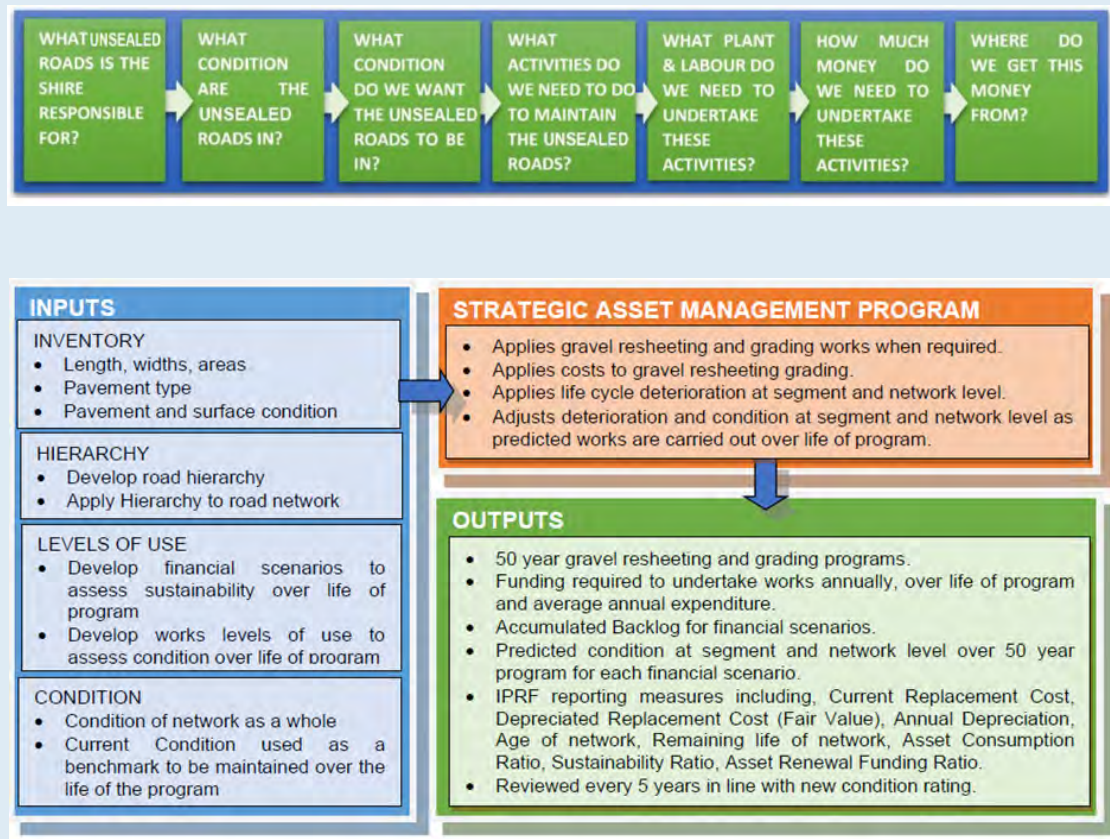 WHAT UNSEALED
ROADS IS THE
SHIRE
RESPONSIBLE
FOR?
WHAT
CONDITION
ARE THE
UNSEALED
ROADS IN?
WHAT
CONDITION
DO WE WANT
THE UNSEALED
ROADS TO BE
IN?
WHAT
ACTIVITIES DO
WE NEED TO DO
TO MAINTAIN
THE UNSEALED
ROADS?
WHAT PLANT
& LABOUR DO
WE NEED TO
UNDERTAKE
THESE
ACTIVITIES?
HOW MUCH
MONEY DO
WE NEED TO
UNDERTAKE
THESE
ACTIVITIES?
WHERE DO
WE GET THIS
MONEY
FROM?
INPUTS
INVENTORY
• Length, widths, areas
• Pavement type
• Pavement and surface condition
HIERARCHY
• Develop road hierarchy
• Apply Hierarchy to road network
LEVELS OF USE
• Develop financial scenarios to
assess sustainability over life of
program
• Develop works levels of use to
assess condition over life of program
CONDITION
• Condition of network as a whole
• Current Condition used as a
benchmark to be maintained over the
life of the program
STRATEGIC ASSET MANAGEMENT PROGRAM
• Applies gravel resheeting and grading works when required.
• Applies costs to gravel resheeting grading.
• Applies life cycle deterioration at segment and network level.
• Adjusts deterioration and condition at segment and network level as
predicted works are carried out over life of program.
OUTPUTS
• 50 year gravel resheeting and grading programs.
• Funding required to undertake works annually, over life of program
and average annual expenditure.
• Accumulated Backlog for financial scenarios.
• Predicted condition at segment and network level over 50 year
program for each financial scenario.
• IPRF reporting measures including, Current Replacement Cost,
Depreciated Replacement Cost (Fair Value), Annual Depreciation,
Age of network, Remaining life of network, Asset Consumption
Ratio, Sustainability Ratio, Asset Renewal Funding Ratio.
• Reviewed every 5 years in line with new condition rating.